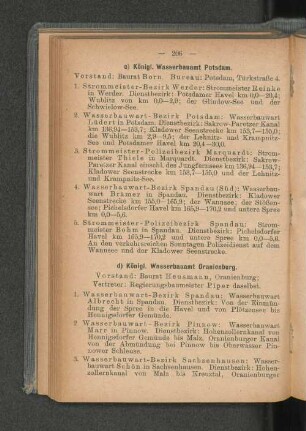 — 206 —
c) Königl. Wasserbauamt Potsdam.
Vorstand: Baurat Born. Bureau: Potsdam, Türkstraße 4.
1. Strommeister-Bezirk Werder: Strommeister Reinke
in Werder. Dienstbezirk: Potsdamer Havel km 0,0—20,4;
Wublitz von km 0,0—2,9; der Glindow-See und der
Schwielow-See.
2. Wasserbauwart-Bezirk Potsdam: Wasserbauwart
Lüdert in Potsdam. Dienstbezirk: Sakrow-Paretzer Kanal
km 136,94—153,7; Kladower Seenstrecke km 153,7—155,0;
die Wublitz km 2,9—9,5; der Lehnitz- und Krampnitz-See
und Potsdamer Havel von km 20,4—30,0.
3. Strommeister-Polizeibezirk Marquardt: Strom-
meister Thiele in Marquardt. Dienstbezirk: Sakrow-
Paretzer Kanal einschl. des Jungfernsees km 136,94—153,7;
Kladower Seenstrecke km 153,7— und der Lehnitz-
und Krampnitz-See.
4. Wasserbauwart-Bezirk Spandau (Süd): Wasserbau-
wart Brämer in Spandau. Dienstbezirk: Kladower
Seenstrecke km 155,0—165,9; der Wannsee; der Stößen-
see; Pichelsdorfer Havel km 165,9—170,2 und untere Spree
km 0,0—5,6.
5. Strommeister-Polizeibezirk Spandau: Strom-
meister Bohm in Spandau. Dienstbezirk: Pichelsdorfer
Havel km 165,9—170,2 und untere Spree km 0,0—5,6.
An den verkehrsreichen Sonntagen Polizeidienst auf dem
Wannsee und Umgegend.
d) Königl. Wasserbauamt Oranienburg.
Vorstand: Baurat Heusmann, Oranienburg;
Vertreter: Regierungsbaumeister Piper daselbst.
1. Wasserbauwart-Bezirk Spandau: Wasserbauwart
Albrecht in Spandau. Dienstbezirk: Von der Mündung
der Spree in die Havel und von Plötzensee bis
Hennigsdorfer Gemünde.
2. Wasserbauwart-Bezirk Pinnow: Wasserbauwart
Marr in Pinnow. Dienstbezirk: Hohenzollernkanal von
Hennigsdorfer Gemünde bis Malz, Oranienburger Kanal
von der Abmündung bei Pinnow bis Oberwasser Pin-
nower Schleuse.
3. Wasserbauwart-Bezirk Sachsenhausen: Wasser-
bauwart Schön in Sachsenhausen. Dienstbezirk: Hohen-
zollernkanal von Malz bis Kreuztal, Oranienburger